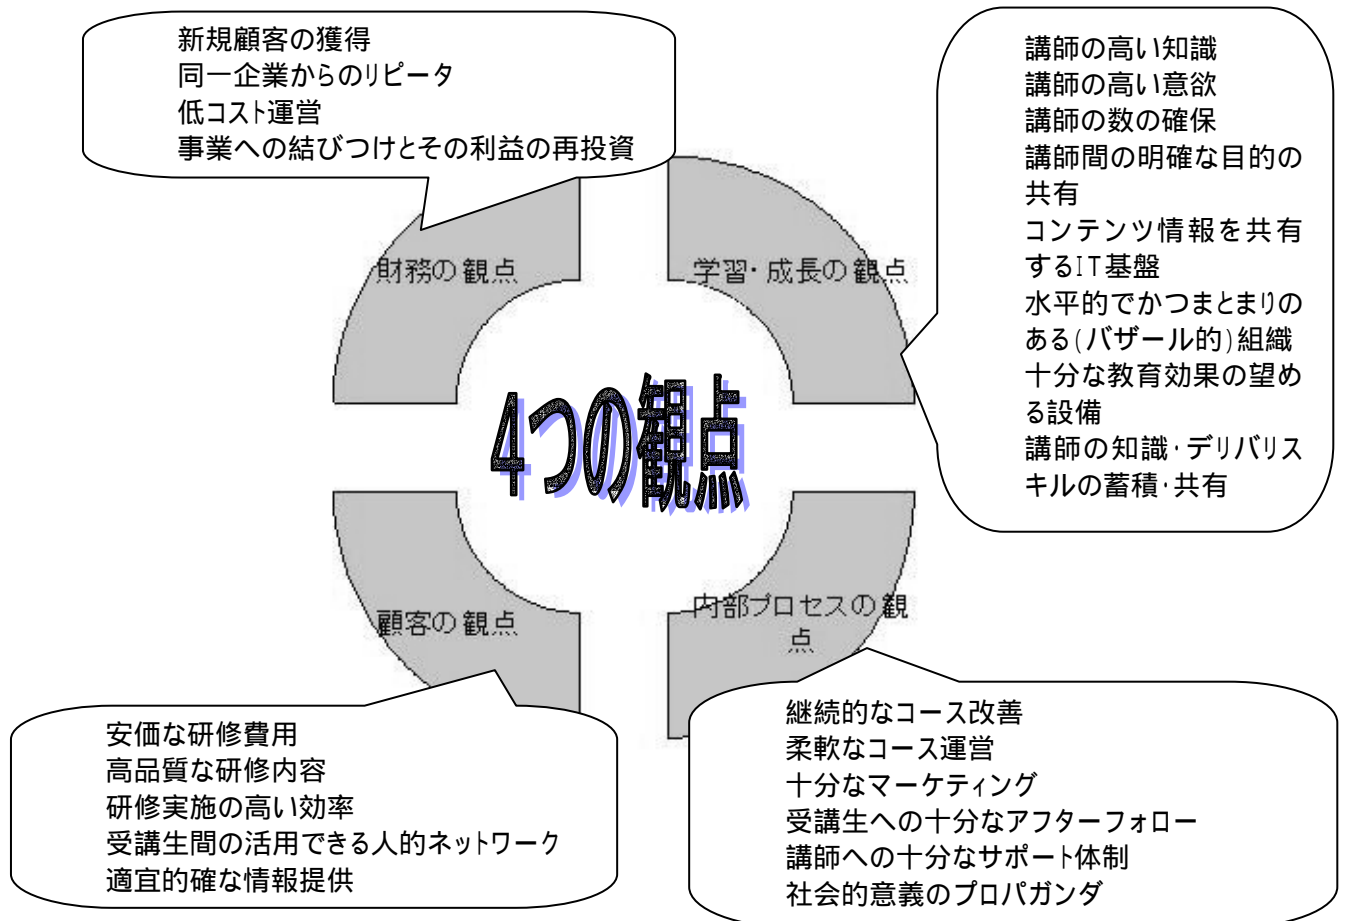 新規顧客の獲得
同一企業からのリピータ
低コスト運営
事業への結びつけとその利益の再投資
財務の観点
講師の高い知識
講師の高い意欲
講師の数の確保
講師間の明確な目的の
共有
コンテンツ情報を共有
するIT基盤
水平的でかつまとまりの
ある(バザール的)組織
十分な教育効果の望め
る設備
講師の知識・デリバリス
キルの蓄積・共有
学習・成長の観点
4つの観点
顧客の観点
安価な研修費用
高品質な研修内容
研修実施の高い効率
受講生間の活用できる人的ネットワーク
適宜的確な情報提供
内部プロセスの観
点
継続的なコース改善
柔軟なコース運営
十分なマーケティング
受講生への十分なアフターフォロー
講師への十分なサポート体制
社会的意義のプロパガンダ